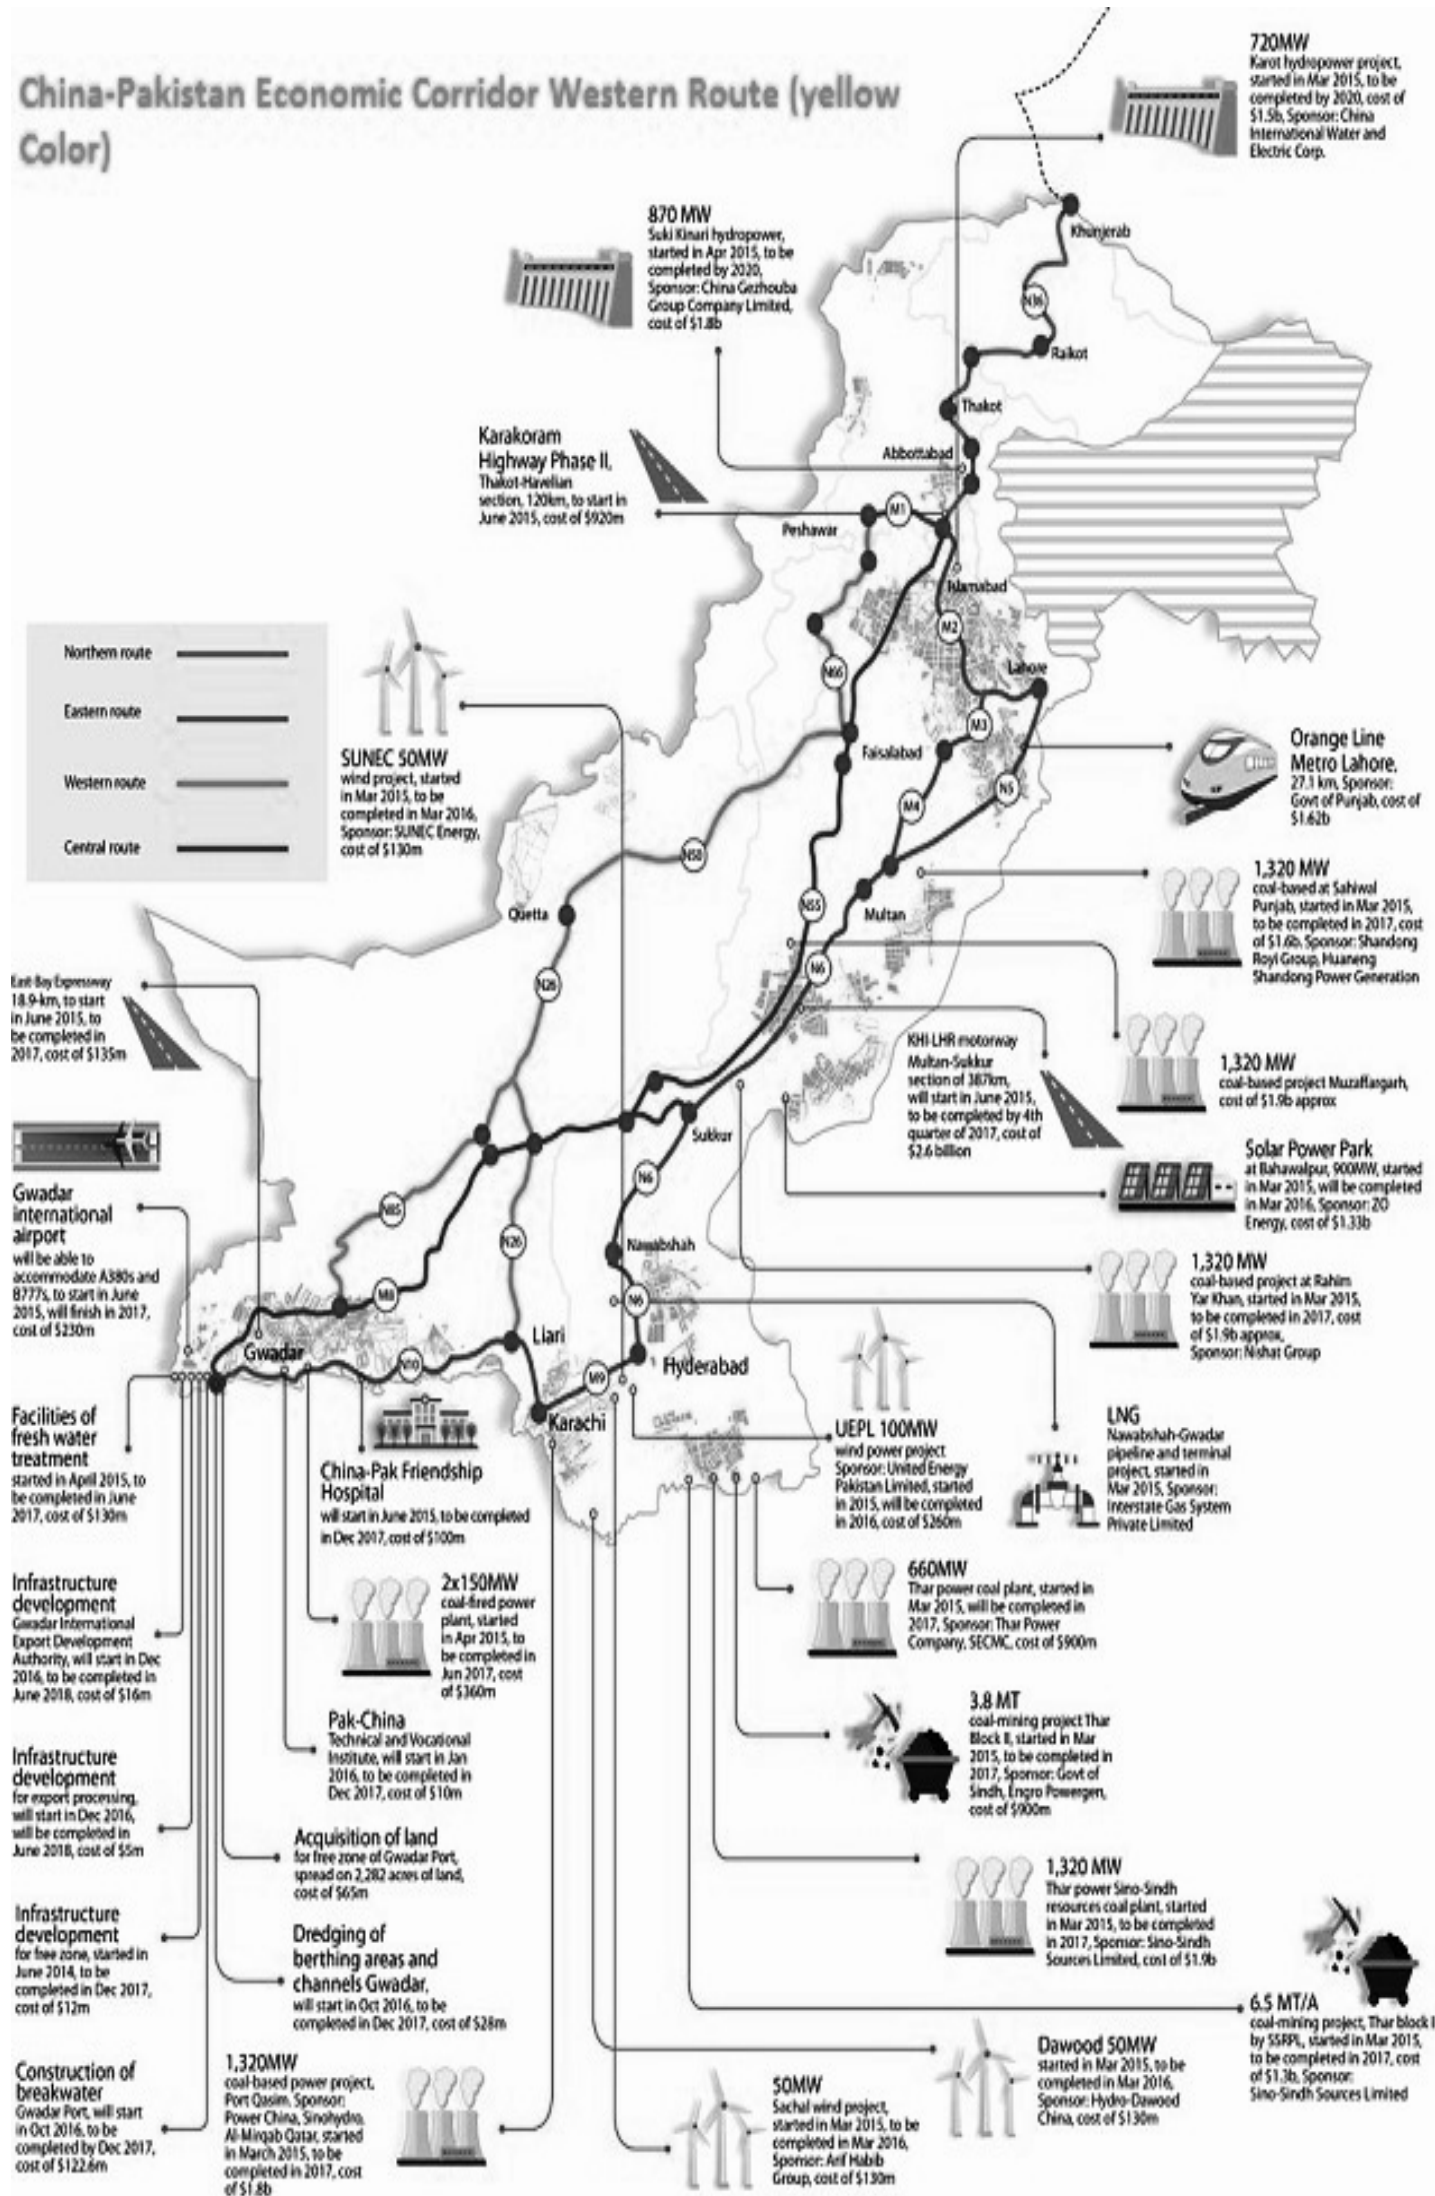 China-Pakistan Economic Corridor Western Route (yellow
Color)
720MW
Karot hydropower project,
started in Mar 2015, to be
completed by 2020, cost of
$1.5b, Sponsor: China
International Water and
Electric Corp.
870 MW
Suki Kinari hydropower,
started in Apr 2015, to be
completed by 2020,
Sponsor: China Gezhouba
Group Company Limited,
cost of $1.8b
Khunjerab
N36
Raikot
Thakot
Abbottabad
Karakoram
Highway Phase II,
Thakot-Havelian
section, 120km, to start in
June 2015, cost of $920m
Peshawar
M1
Islamabad
M2
Lahore
N66
M3
Faisalabad
M4
N5
N50
Northern route
Eastern route
Western route
Central route
SUNEC 50MW
wind project, started
in Mar 2015, to be
completed in Mar 2016,
Sponsor: SUNEC Energy,
cost of $130m
Orange Line
Metro Lahore,
27.1 km, Sponsor:
Govt of Punjab, cost of
$1.62b
1,320 MW
coal-based at Sahiwal
Punjab, started in Mar 2015,
to be completed in 2017, cost
of $1.6b, Sponsor: Shandong
Royi Group, Huaneng
Shandong Power Generation
Quetta
N55
Multan
N6
N26
East-Bay Expressway
18.9-km, to start
in June 2015, to
be completed in
2017, cost of $135m
KHI-LHR motorway
Multan-Sukkur
section of 387km,
will start in June 2015,
to be completed by 4th
quarter of 2017, cost of
$2.6 billion
1,320 MW
coal-based project Muzaffargarh,
cost of $1.9b approx
Sukkur
Solar Power Park
at Bahawalpur, 900MW, started
in Mar 2015, will be completed
in Mar 2016, Sponsor: ZO
Energy, cost of $1.33b
Gwadar
international
airport
will be able to
accommodate A380s and
B777s, to start in June
2015, will finish in 2017,
cost of $230m
N85
N6
N26
Nawabshah
M8
N6
1,320 MW
coal-based project at Rahim
Yar Khan, started in Mar 2015,
to be completed in 2017, cost
of $1.9b approx,
Sponsor: Nishat Group
Gwadar
Liari
N10
Hyderabad
M9
Karachi
Facilities of
fresh water
treatment
started in April 2015, to
be completed in June
2017, cost of $130m
China-Pak Friendship
Hospital
will start in June 2015, to be completed
in Dec 2017, cost of $100m
UEPL 100MW
wind power project
Sponsor: United Energy
Pakistan Limited, started
in 2015, will be completed
in 2016, cost of $260m
LNG
Nawabshah-Gwadar
pipeline and terminal
project, started in
Mar 2015, Sponsor:
Interstate Gas System
Private Limited
Infrastructure
development
Gwadar International
Export Development
Authority, will start in Dec
2016, to be completed in
June 2018, cost of $16m
2x150MW
coal-fired power
plant, started
in Apr 2015, to
be completed in
Jun 2017, cost
of $360m
660MW
Thar power coal plant, started in
Mar 2015, will be completed in
2017, Sponsor: Thar Power
Company, SECMC, cost of $900m
Pak-China
Technical and Vocational
Institute, will start in Jan
2016, to be completed in
Dec 2017, cost of $10m
3.8 MT
coal-mining project Thar
Block II, started in Mar
2015, to be completed in
2017, Sponsor: Govt of
Sindh, Engro Powergen,
cost of $900m
Infrastructure
development
for export processing,
will start in Dec 2016,
will be completed in
June 2018, cost of $5m
Acquisition of land
for free zone of Gwadar Port,
spread on 2,282 acres of land,
cost of $65m
1,320 MW
Thar power Sino-Sindh
resources coal plant, started
in Mar 2015, to be completed
in 2017, Sponsor: Sino-Sindh
Sources Limited, cost of $1.9b
Infrastructure
development
for free zone, started in
June 2014, to be
completed in Dec 2017,
cost of $12m
Dredging of
berthing areas and
channels Gwadar,
will start in Oct 2016, to be
completed in Dec 2017, cost of $28m
6.5 MT/A
coal-mining project, Thar block I
by SSRPL, started in Mar 2015,
to be completed in 2017, cost
of $1.3b, Sponsor:
Sino-Sindh Sources Limited
Construction of
breakwater
Gwadar Port, will start
in Oct 2016, to be
completed by Dec 2017,
cost of $122.6m
1,320MW
coal-based power project,
Port Qasim, Sponsor:
Power China, Sinohydro,
Al-Mirqab Qatar, started
in March 2015, to be
completed in 2017, cost
of $1.8b
50MW
Sachal wind project,
started in Mar 2015, to be
completed in Mar 2016,
Sponsor: Arif Habib
Group, cost of $130m
Dawood 50MW
started in Mar 2015, to be
completed in Mar 2016,
Sponsor: Hydro-Dawood
China, cost of $130m